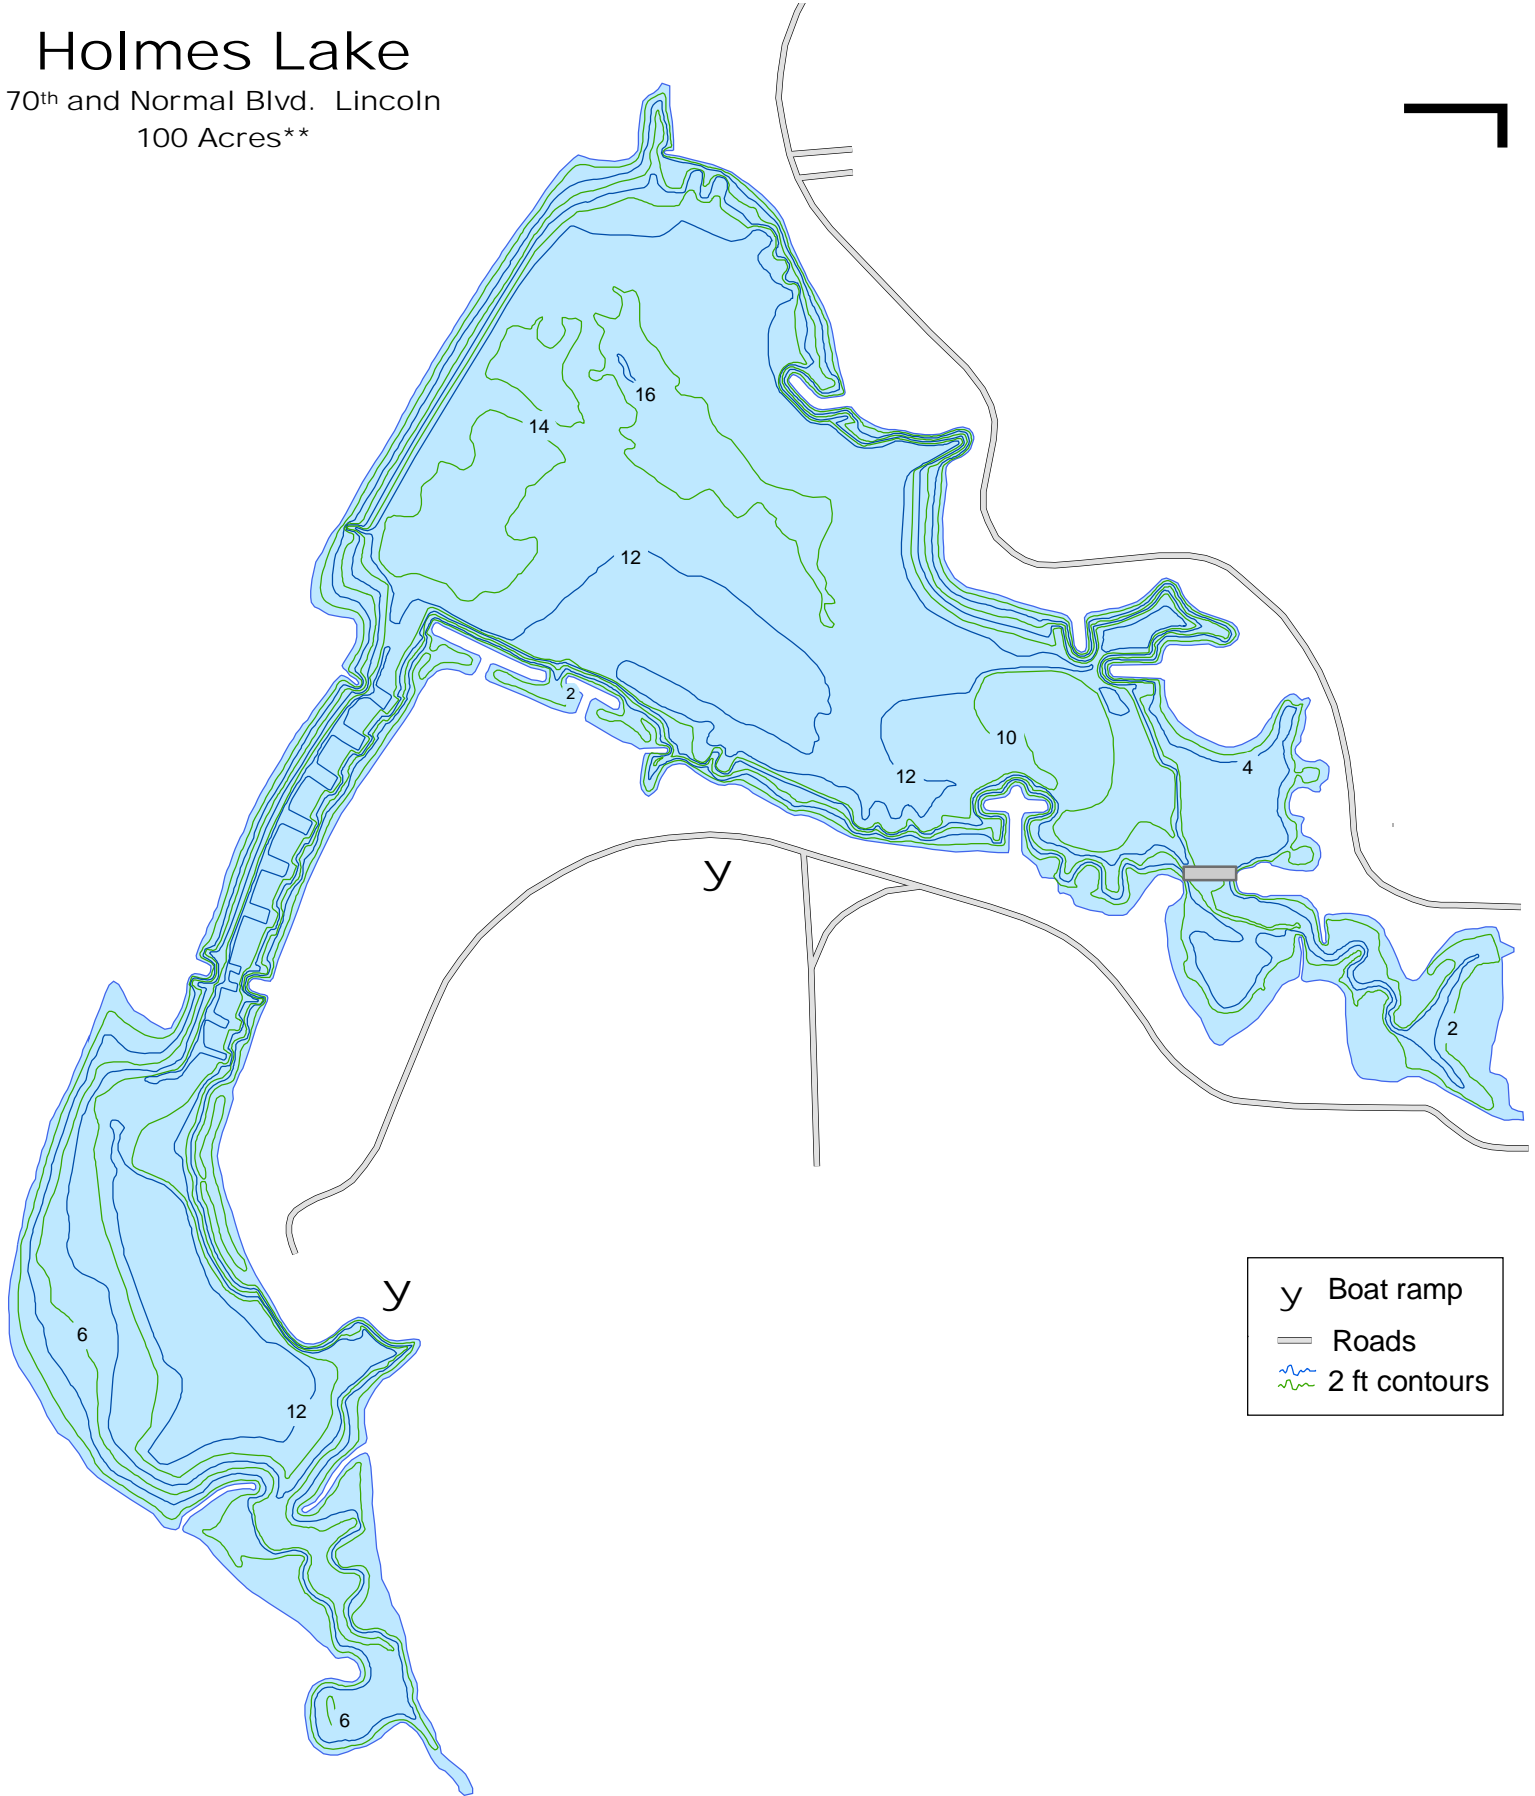 Holmes Lake
70th and Normal Blvd. Lincoln
100 Acres**
16
14
12
2
10
12
4
2
y
y
6
12
6
y Boat ramp
Roads
2 ft contours